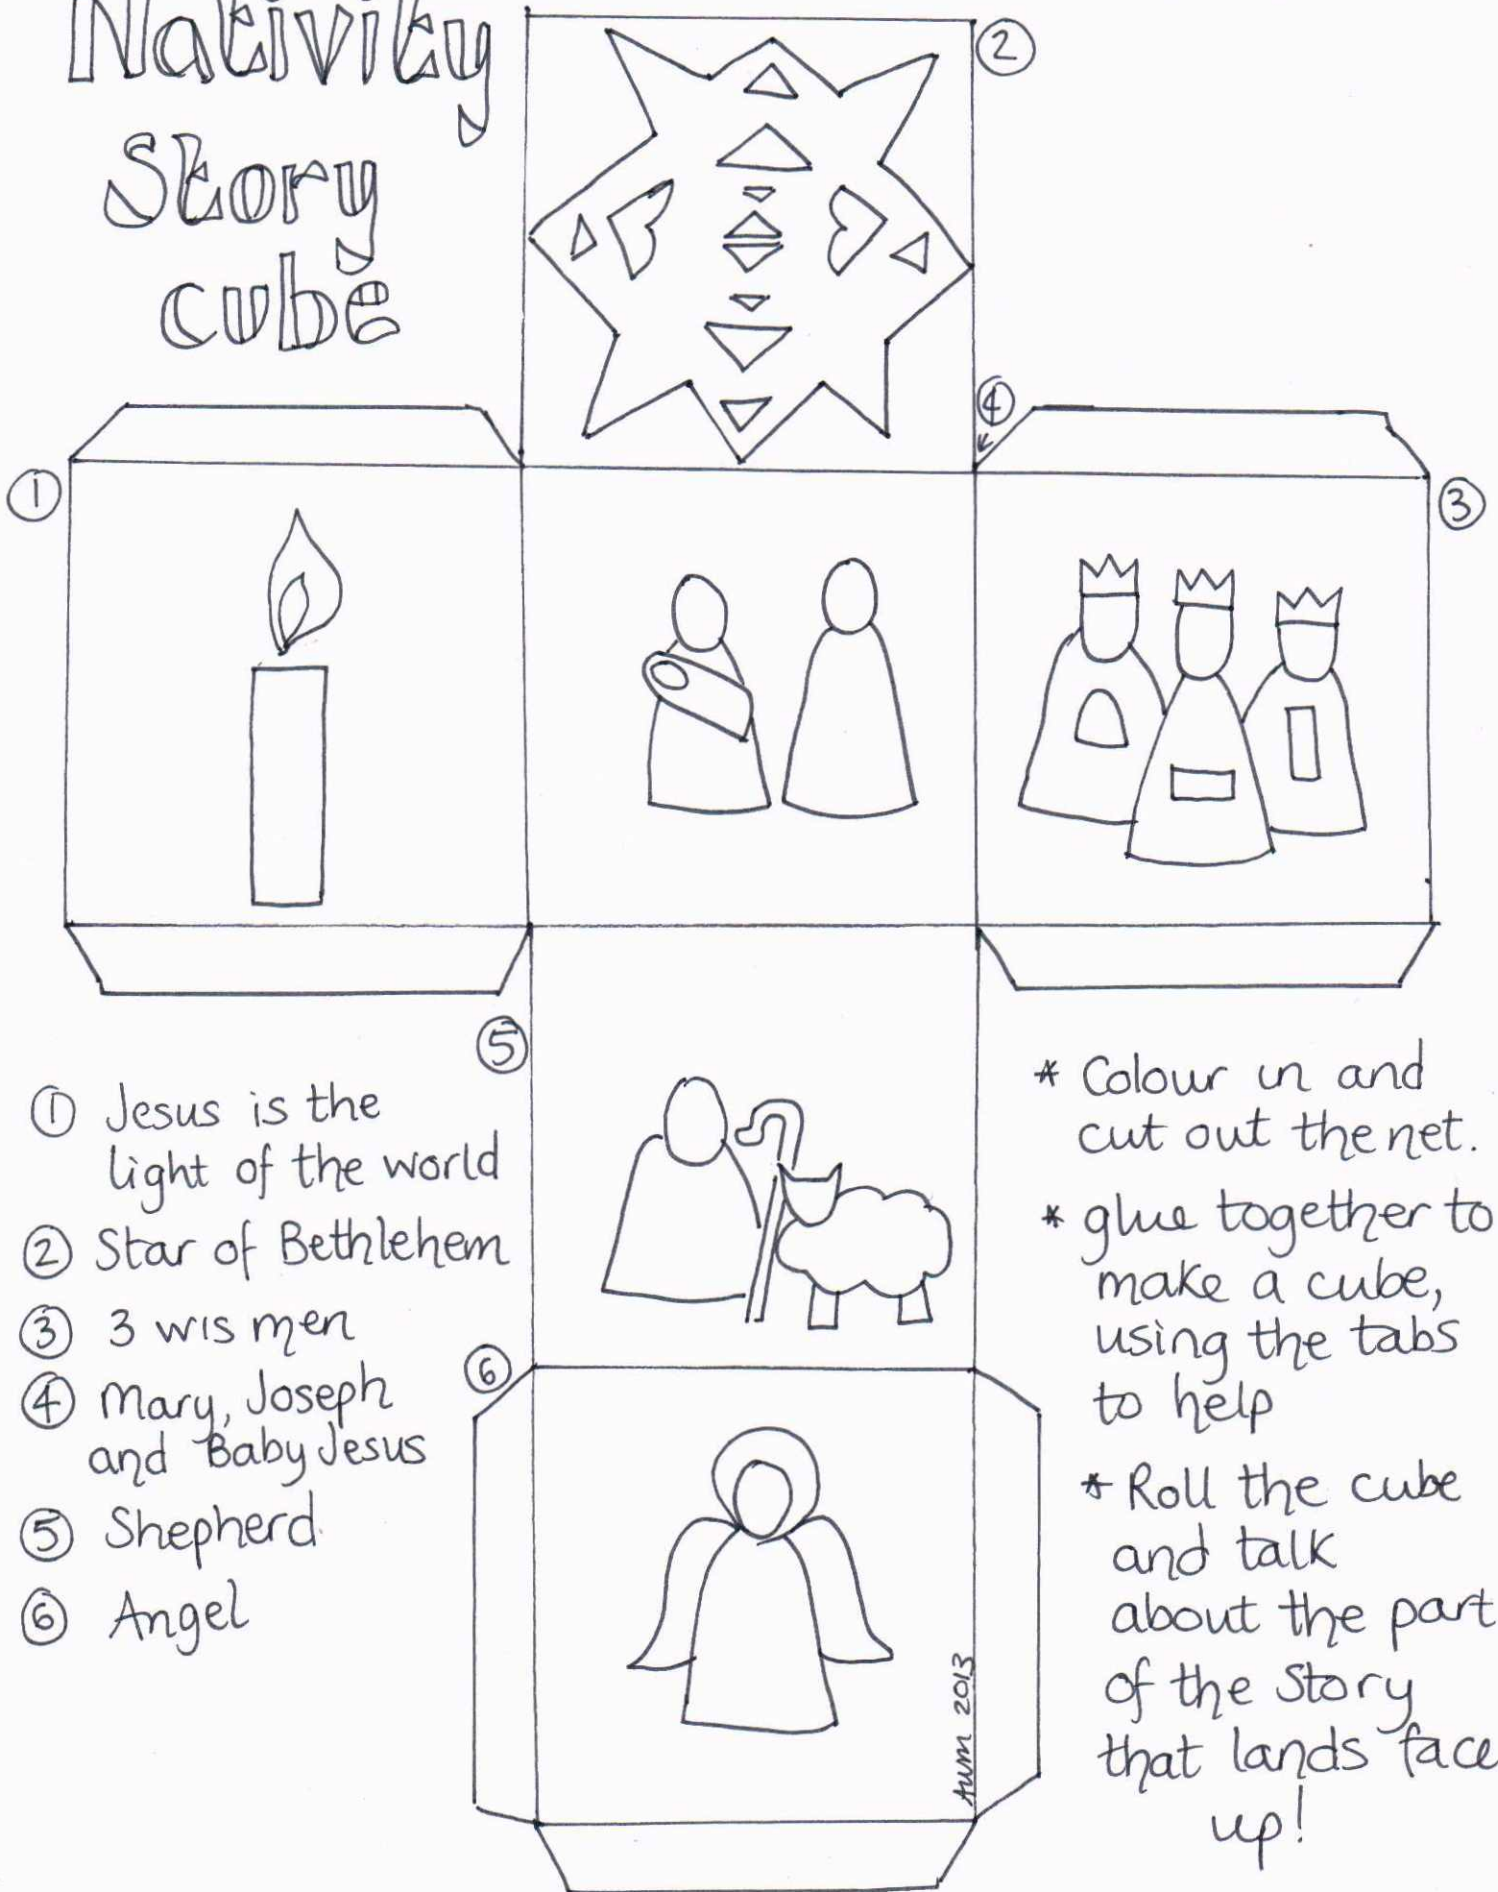 Nativity
Story
cube
2
4
1
3
5
6
1 Jesus is the
light of the world
2 Star of Bethlehem
3 3 wis men
4 Mary, Joseph
and Baby Jesus
5 Shepherd
6 Angel
* Colour in and
cut out the net.
* glue together to
make a cube,
using the tabs
to help
* Roll the cube
and talk
about the part
of the Story
that lands face
up!
AWM 2013